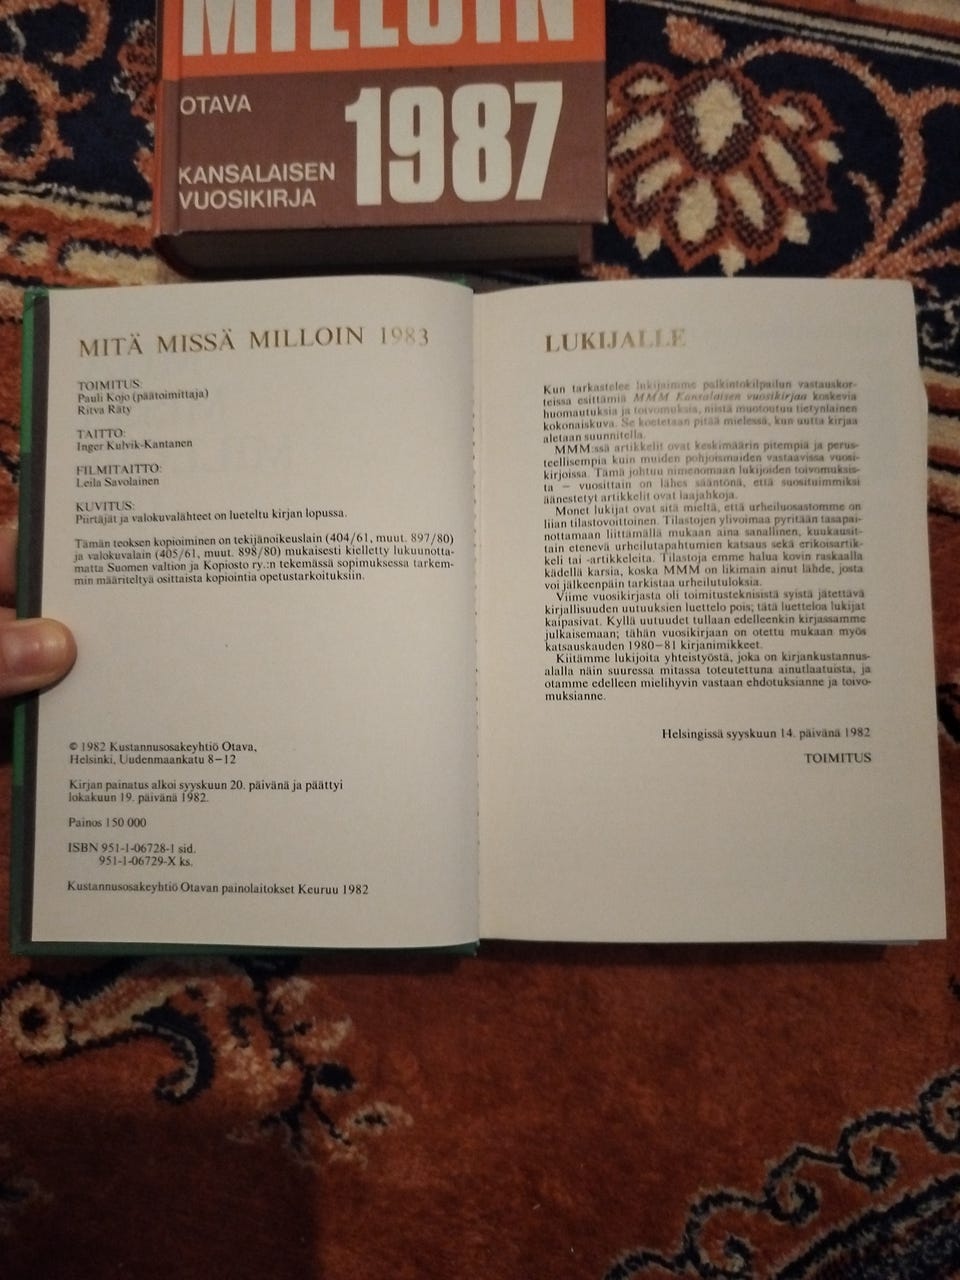 MILLOIN
OTAVA
1987
KANSALAISEN
VUOSIKIRJA
MITÄ MISSÄ MILLOIN 1983
TOIMITUS:
Pauli Kojo (päätoimittaja)
Ritva Räty
TAITTO:
Inger Kulvik-Kantanen
FILMITAITTO:
Leila Savolainen
KUVITUS:
Piirtäjät ja valokuvalähteet on lueteltu kirjan lopussa.
Tämän teoksen kopioiminen on tekijänoikeuslain (404/61, muut. 897/80)
ja valokuvalain (405/61, muut. 898/80) mukaisesti kielletty lukuunotta-
matta Suomen valtion ja Kopiosto ry:n tekemässä sopimuksessa tarkem-
min määriteltyä osittaista kopiointia opetustarkoituksiin.
© 1982 Kustannusosakeyhtiö Otava,
Helsinki, Uudenmaankatu 8–12
Kirjan painatus alkoi syyskuun 20. päivänä ja päättyi
lokakuun 19. päivänä 1982.
Painos 150 000
ISBN 951-1-06728-1 sid.
951-1-06729-X ks.
Kustannusosakeyhtiö Otavan painolaitokset Keuruu 1982
LUKIJALLE
Kun tarkastelee lukijaimme palkintokilpailun vastauskor-
teissa esittämiä MMM Kansalaisen vuosikirjaa koskevia
huomautuksia ja toivomuksia, niistä muotoutuu tietynlainen
kokonaiskuva. Se koetetaan pitää mielessä, kun uutta kirjaa
aletaan suunnitella.
MMM:ssä artikkelit ovat keskimäärin pitempiä ja perus-
teellisempia kuin muiden pohjoismaiden vastaavissa vuosi-
kirjoissa. Tämä johtuu nimenomaan lukijoiden toivomuksis-
ta – vuosittain on lähes sääntönä, että suosituimmiksi
äänestetyt artikkelit ovat laajahkoja.
Monet lukijat ovat sitä mieltä, että urheiluosastomme on
liian tilastovoittoinen. Tilastojen ylivoimaa pyritään tasapai-
nottamaan liittämällä mukaan aina sanallinen, kuukausit-
tain etenevä urheilutapahtumien katsaus sekä erikoisartik-
keli tai -artikkeleita. Tilastoja emme halua kovin raskaalla
kädellä karsia, koska MMM on likimain ainut lähde, josta
voi jälkeenpäin tarkistaa urheilutuloksia.
Viime vuosikirjasta oli toimitusteknisistä syistä jätettävä
kirjallisuuden uutuuksien luettelo pois; tätä luetteloa lukijat
kaipasivat. Kyllä uutuudet tullaan edelleenkin kirjassamme
julkaisemaan; tähän vuosikirjaan on otettu mukaan myös
katsauskauden 1980–81 kirjanimikkeet.
Kiitämme lukijoita yhteistyöstä, joka on kirjankustannus-
alalla näin suuressa mitassa toteutettuna ainutlaatuista, ja
otamme edelleen mielihyvin vastaan ehdotuksianne ja toivo-
muksianne.
Helsingissä syyskuun 14. päivänä 1982
TOIMITUS